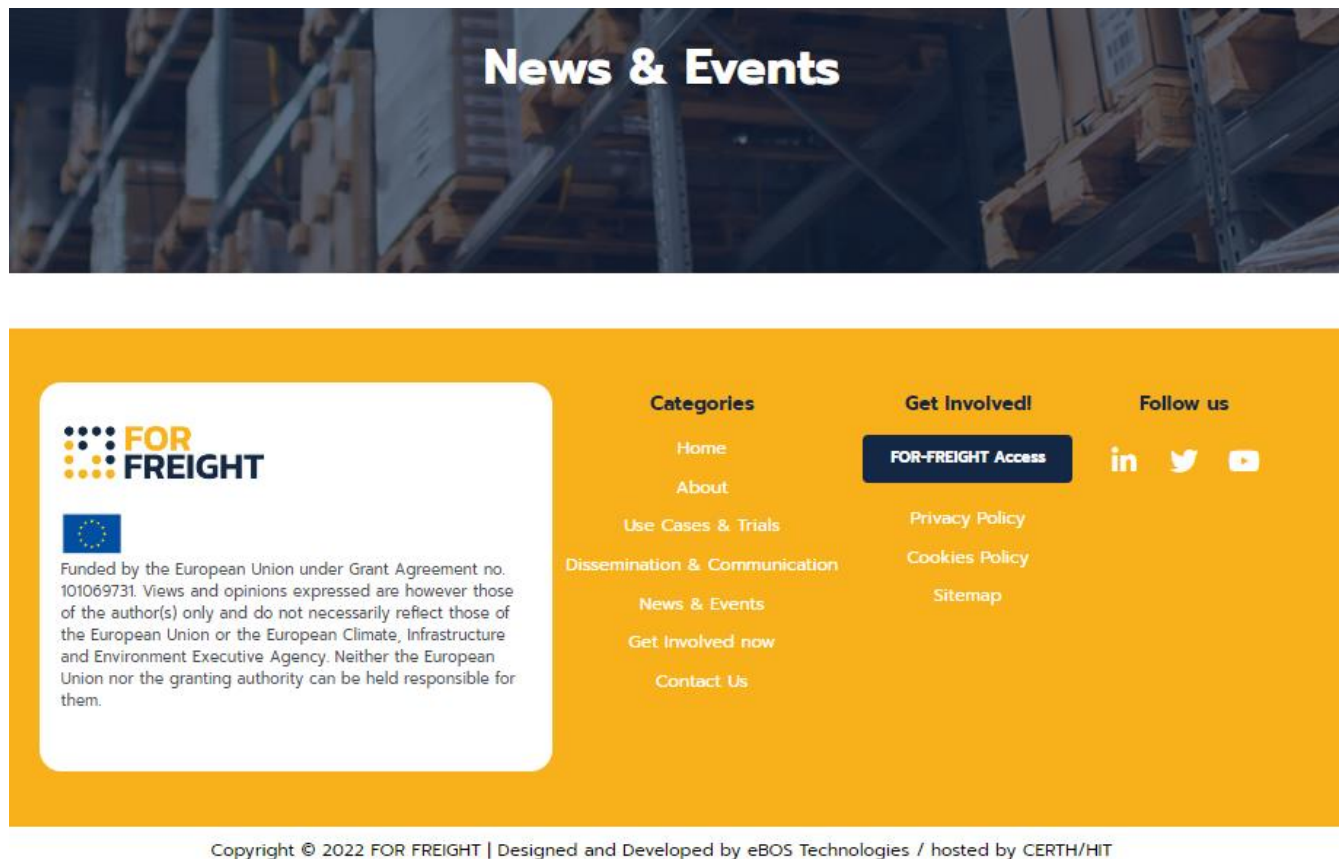 News & Events
FOR
FREIGHT
Funded by the European Union under Grant Agreement no.
101069731. Views and opinions expressed are however those
of the author(s) only and do not necessarily reflect those of
the European Union or the European Climate, Infrastructure
and Environment Executive Agency. Neither the European
Union nor the granting authority can be held responsible for
them.
Categories
Home
About
Use Cases & Trials
Dissemination & Communication
News & Events
Get Involved now
Contact Us
Get Involved!
FOR-FREIGHT Access
Privacy Policy
Cookies Policy
Sitemap
Follow us
in
Copyright © 2022 FOR FREIGHT | Designed and Developed by eBOS Technologies / hosted by CERTH/HIT